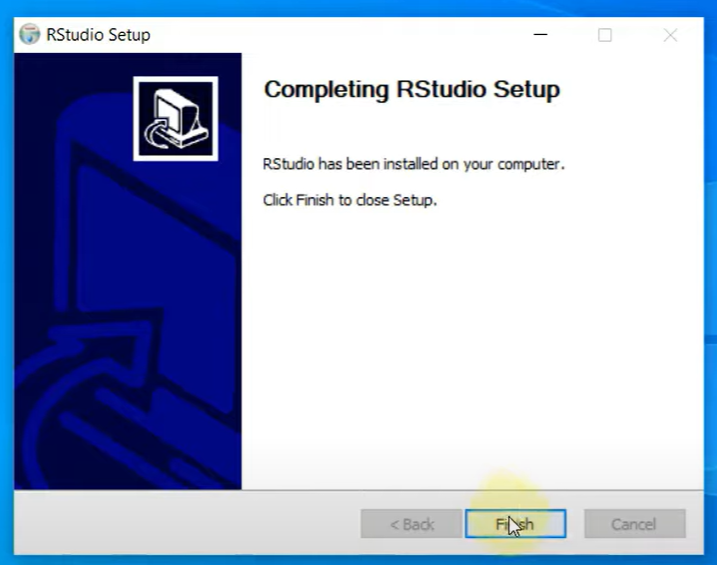 RStudio Setup
Completing RStudio Setup
RStudio has been installed on your computer.
Click Finish to close Setup.
< Back
Finish
Cancel